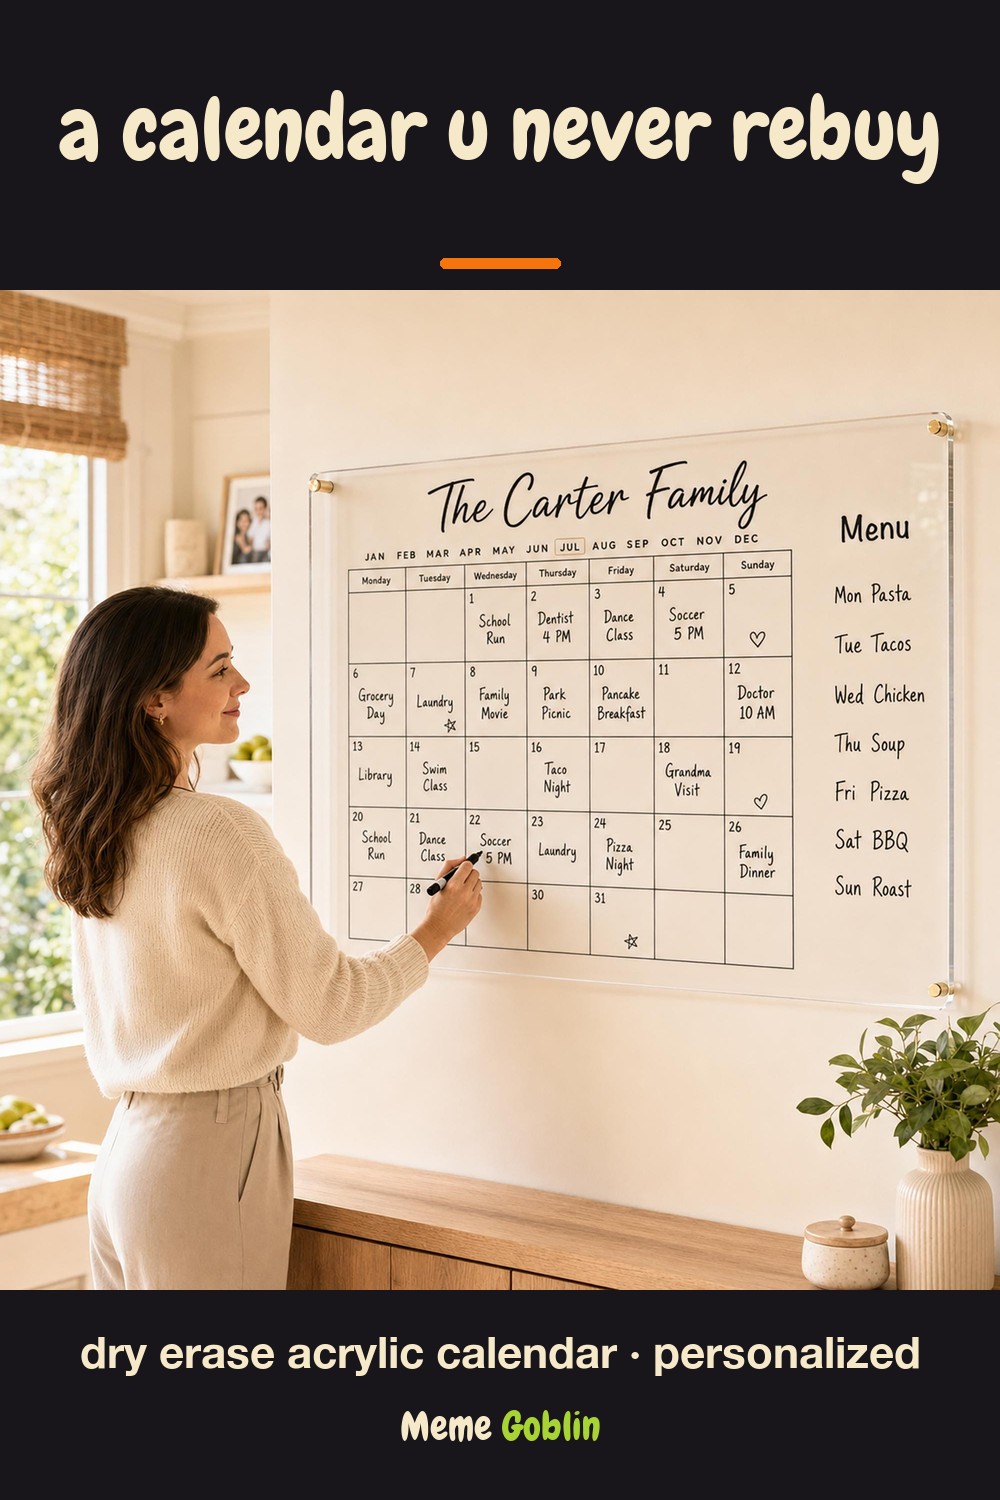 a calendar u never rebuy
The Carter Family
JAN FEB MAR APR MAY JUN JUL AUG SEP OCT NOV DEC
Monday Tuesday Wednesday Thursday Friday Saturday Sunday
1 School Run
2 Dentist 4 PM
3 Dance Class
4 Soccer 5 PM
5
6 Grocery Day
7 Laundry
8 Family Movie
9 Park Picnic
10 Pancake Breakfast
11
12 Doctor 10 AM
13 Library
14 Swim Class
15
16 Taco Night
17
18 Grandma Visit
19
20 School Run
21 Dance Class
22 Soccer 5 PM
23 Laundry
24 Pizza Night
25
26 Family Dinner
27
28
30
31
Menu
Mon Pasta
Tue Tacos
Wed Chicken
Thu Soup
Fri Pizza
Sat BBQ
Sun Roast
dry erase acrylic calendar · personalized
Meme Goblin